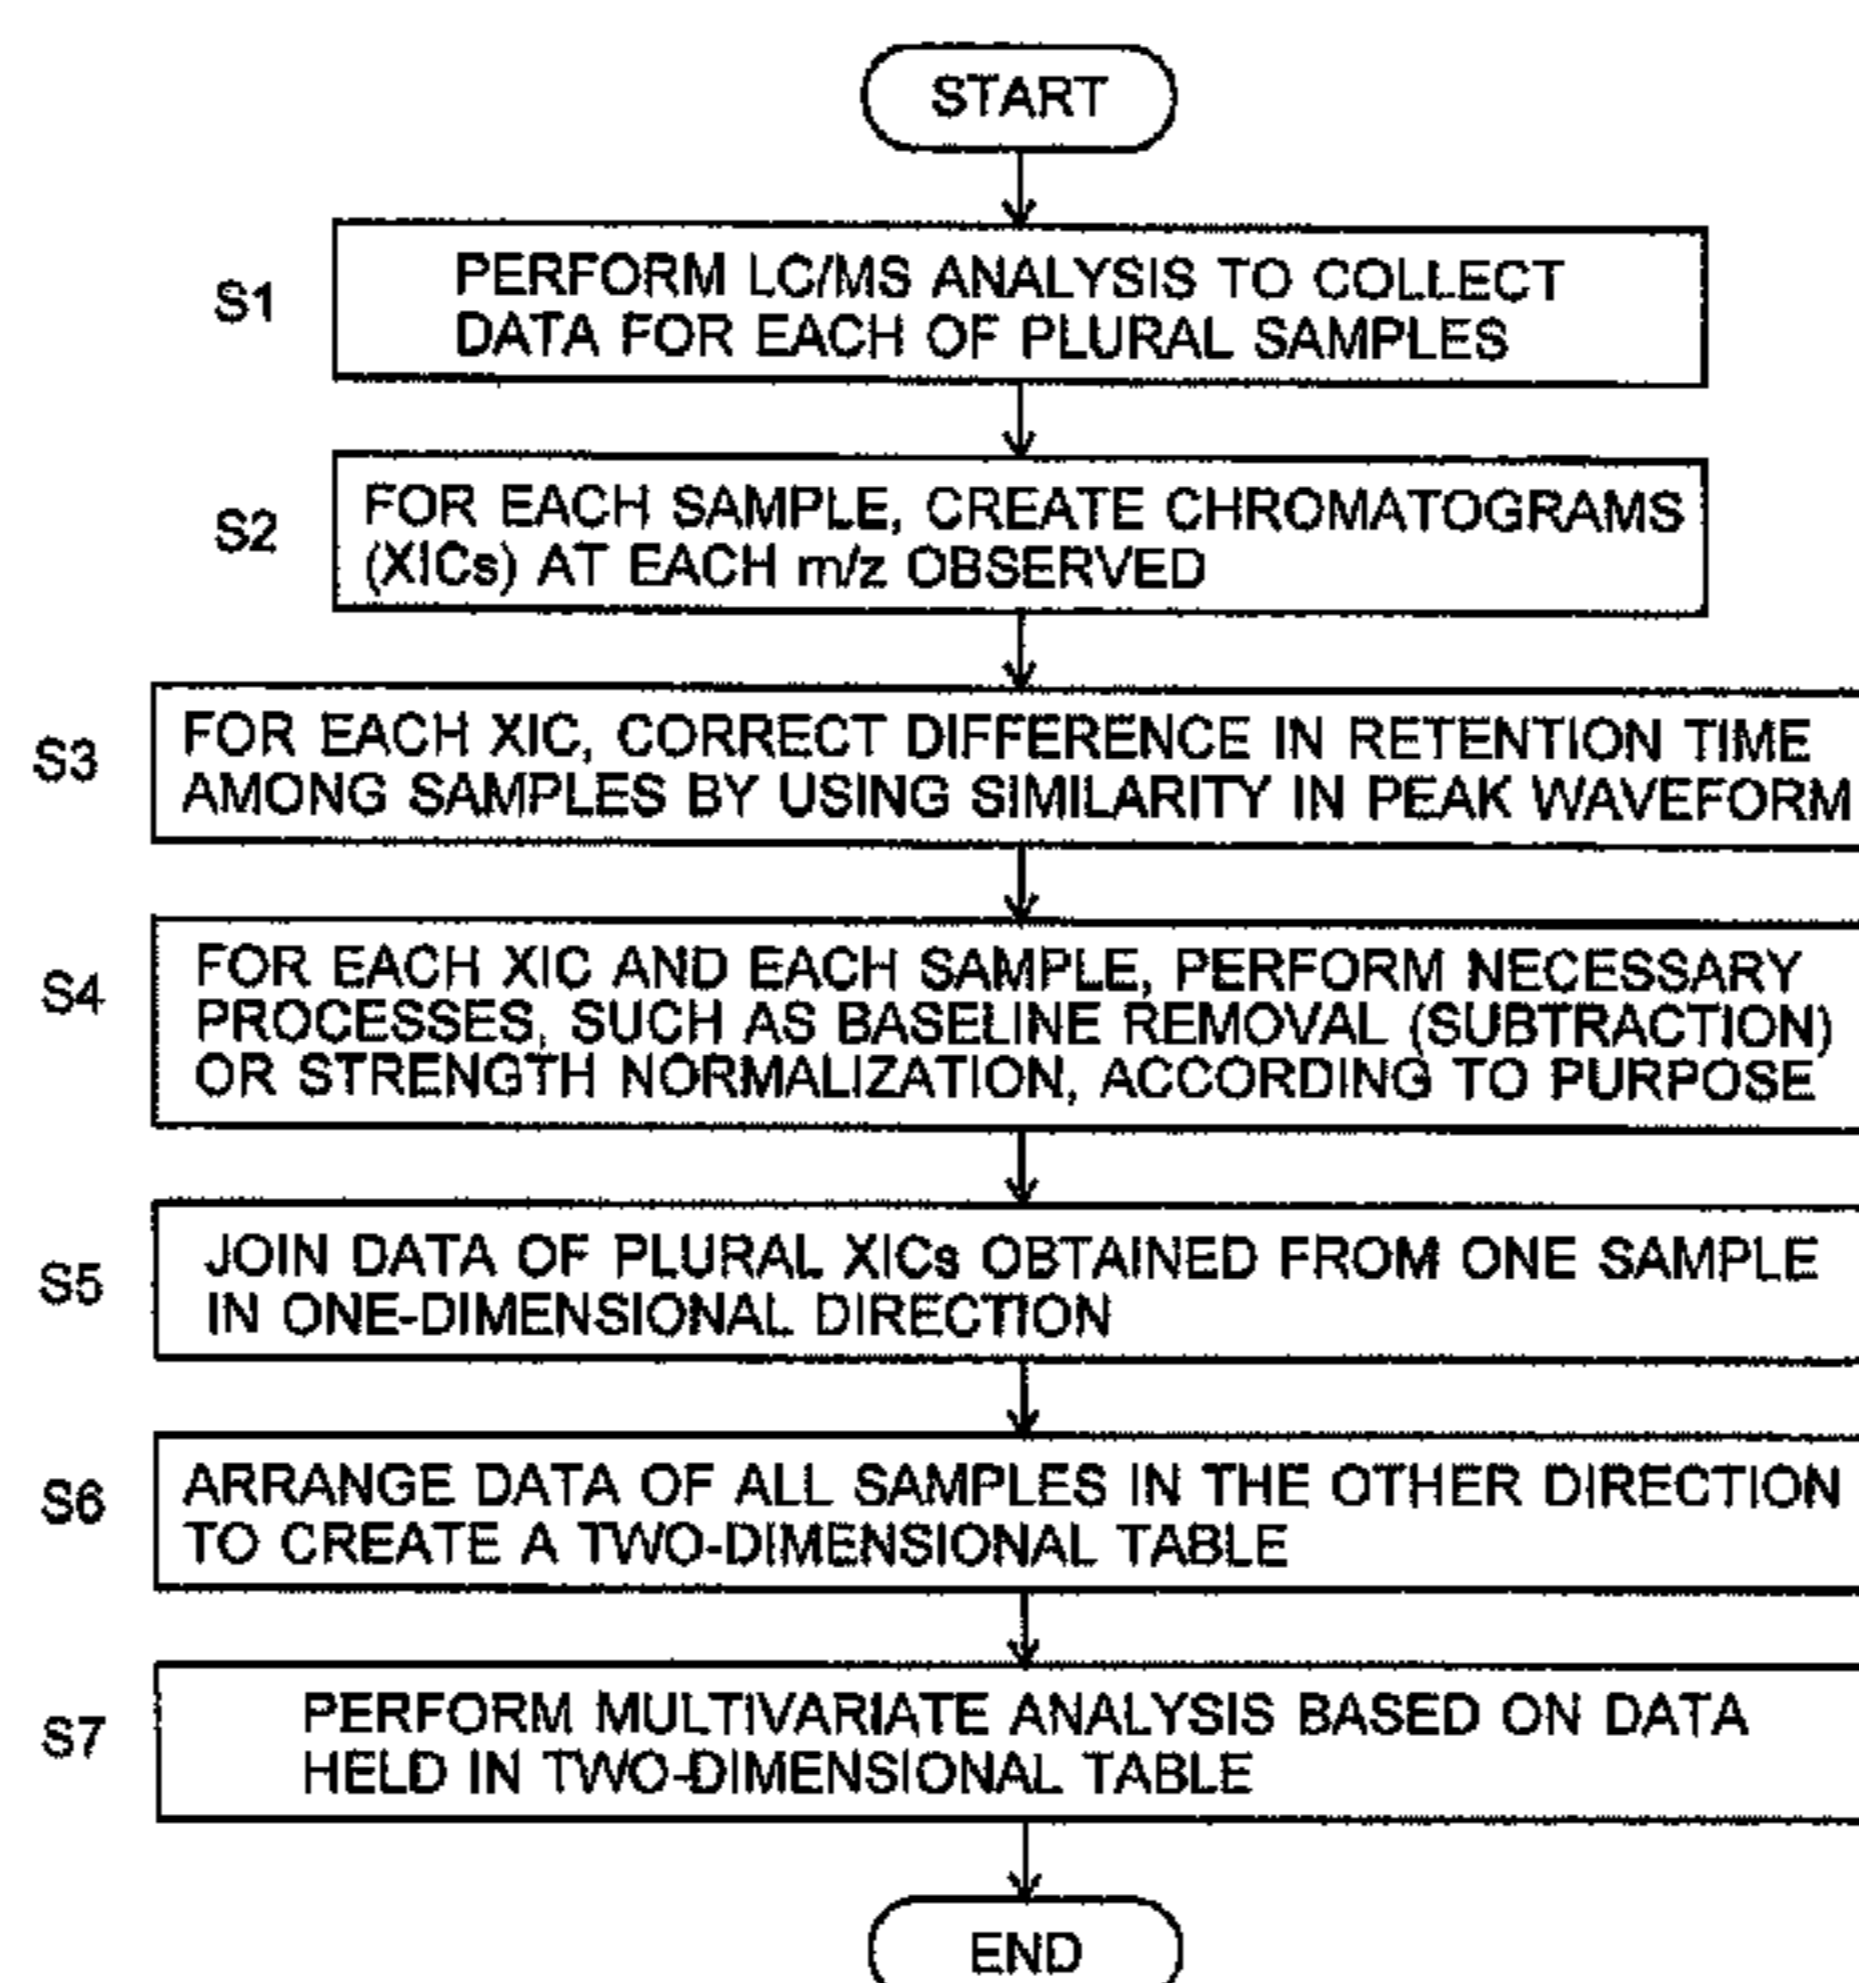 START
S1
PERFORM LC/MS ANALYSIS TO COLLECT
DATA FOR EACH OF PLURAL SAMPLES
S2
FOR EACH SAMPLE, CREATE CHROMATOGRAMS
(XICs) AT EACH m/z OBSERVED
S3
FOR EACH XIC, CORRECT DIFFERENCE IN RETENTION TIME
AMONG SAMPLES BY USING SIMILARITY IN PEAK WAVEFORM
S4
FOR EACH XIC AND EACH SAMPLE, PERFORM NECESSARY
PROCESSES, SUCH AS BASELINE REMOVAL (SUBTRACTION)
OR STRENGTH NORMALIZATION, ACCORDING TO PURPOSE
S5
JOIN DATA OF PLURAL XICs OBTAINED FROM ONE SAMPLE
IN ONE-DIMENSIONAL DIRECTION
S6
ARRANGE DATA OF ALL SAMPLES IN THE OTHER DIRECTION
TO CREATE A TWO-DIMENSIONAL TABLE
S7
PERFORM MULTIVARIATE ANALYSIS BASED ON DATA
HELD IN TWO-DIMENSIONAL TABLE
END